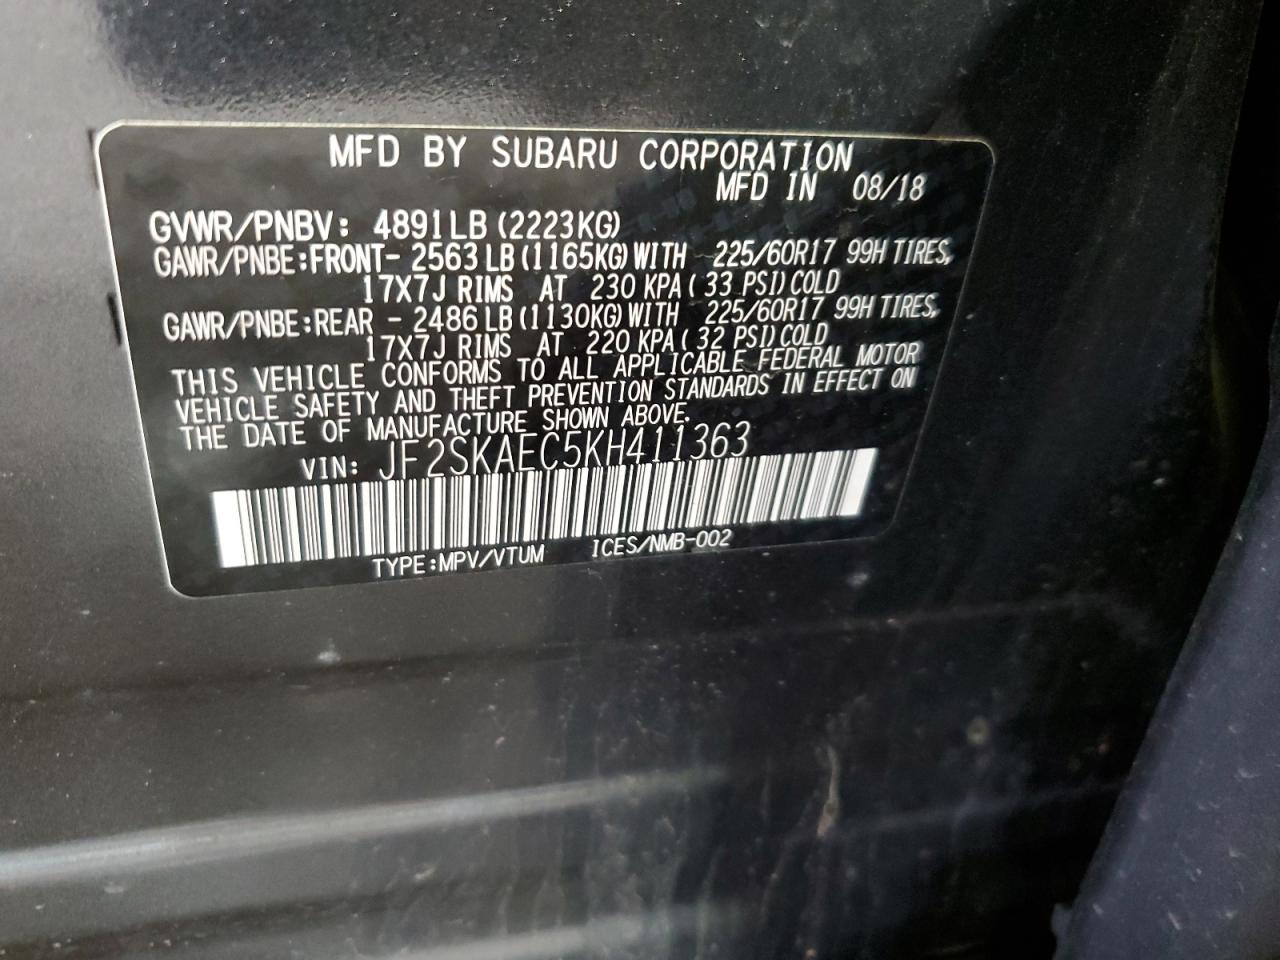 MFD BY SUBARU CORPORATION
MFD IN 08/18
GVWR/PNBV: 4891LB (2223KG)
GAWR/PNBE:FRONT- 2563 LB (1165KG) WITH 225/60R17 99H TIRES,
17X7J RIMS AT 230 KPA ( 33 PSI) COLD
GAWR/PNBE:REAR - 2486 LB (1130KG) WITH 225/60R17 99H TIRES,
17X7J RIMS AT 220 KPA ( 32 PSI) COLD
THIS VEHICLE CONFORMS TO ALL APPLICABLE FEDERAL MOTOR
VEHICLE SAFETY AND THEFT PREVENTION STANDARDS IN EFFECT ON
THE DATE OF MANUFACTURE SHOWN ABOVE.
VIN: JF2SKAEC5KH411363
TYPE:MPV/VTUM ICES/NMB-002